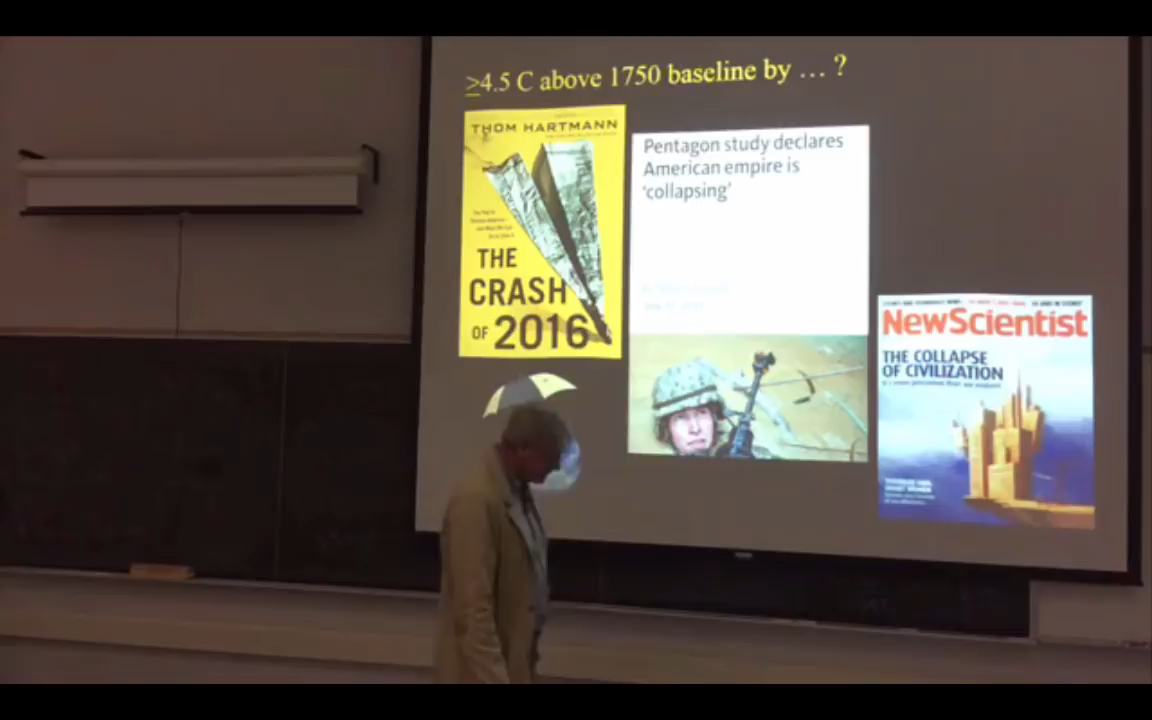 ≥4.5 C above 1750 baseline by … ?
THOM HARTMANN
THE
CRASH
OF 2016
Pentagon study declares
American empire is
‘collapsing’
NewScientist
THE COLLAPSE
OF CIVILIZATION